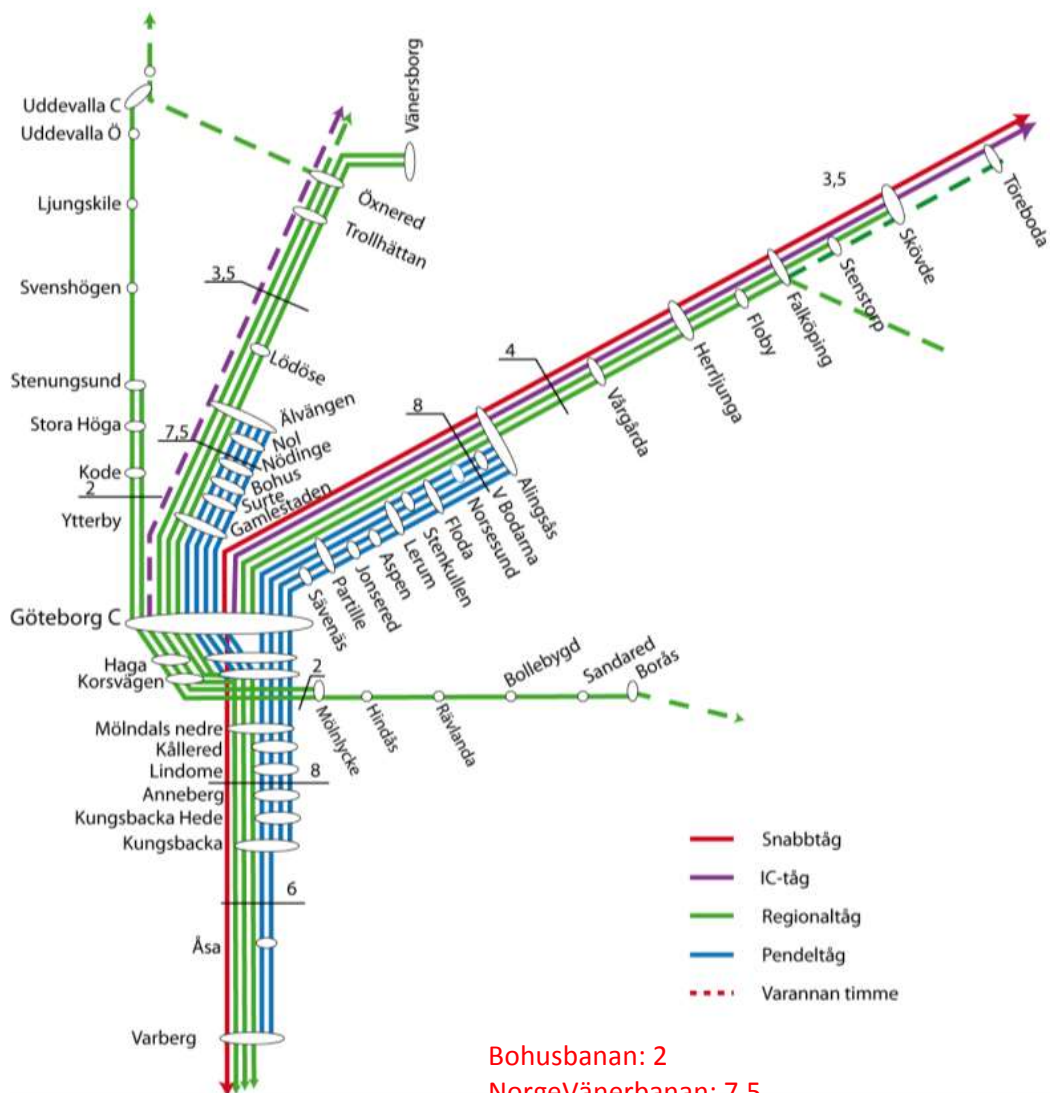 Uddevalla C
Uddevalla Ö
Ljungskile
Svenshögen
Stenungsund
Stora Höga
Kode
2
Ytterby
Vänersborg
Öxnered
Trollhättan
3,5
Lödöse
Älvängen
7,5
Nol
Nödinge
Bohus
Surte
Gamlestaden
3,5
Töreboda
Skövde
Stenstorp
Falköping
Floby
Herrljunga
4
Vårgårda
8
Alingsås
V Bodarna
Norsesund
Floda
Stenkullen
Lerum
Aspen
Jonsered
Partille
Sävenäs
Göteborg C
Haga
Korsvägen
2
Mölnlycke
Hindås
Rävlanda
Bollebygd
Sandared
Borås
Mölndals nedre
Kållered
Lindome
8
Anneberg
Kungsbacka Hede
Kungsbacka
6
Åsa
Varberg
Snabbtåg
IC-tåg
Regionaltåg
Pendeltåg
Varannan timme
Bohusbanan: 2
NorgeVänerbanan: 7,5